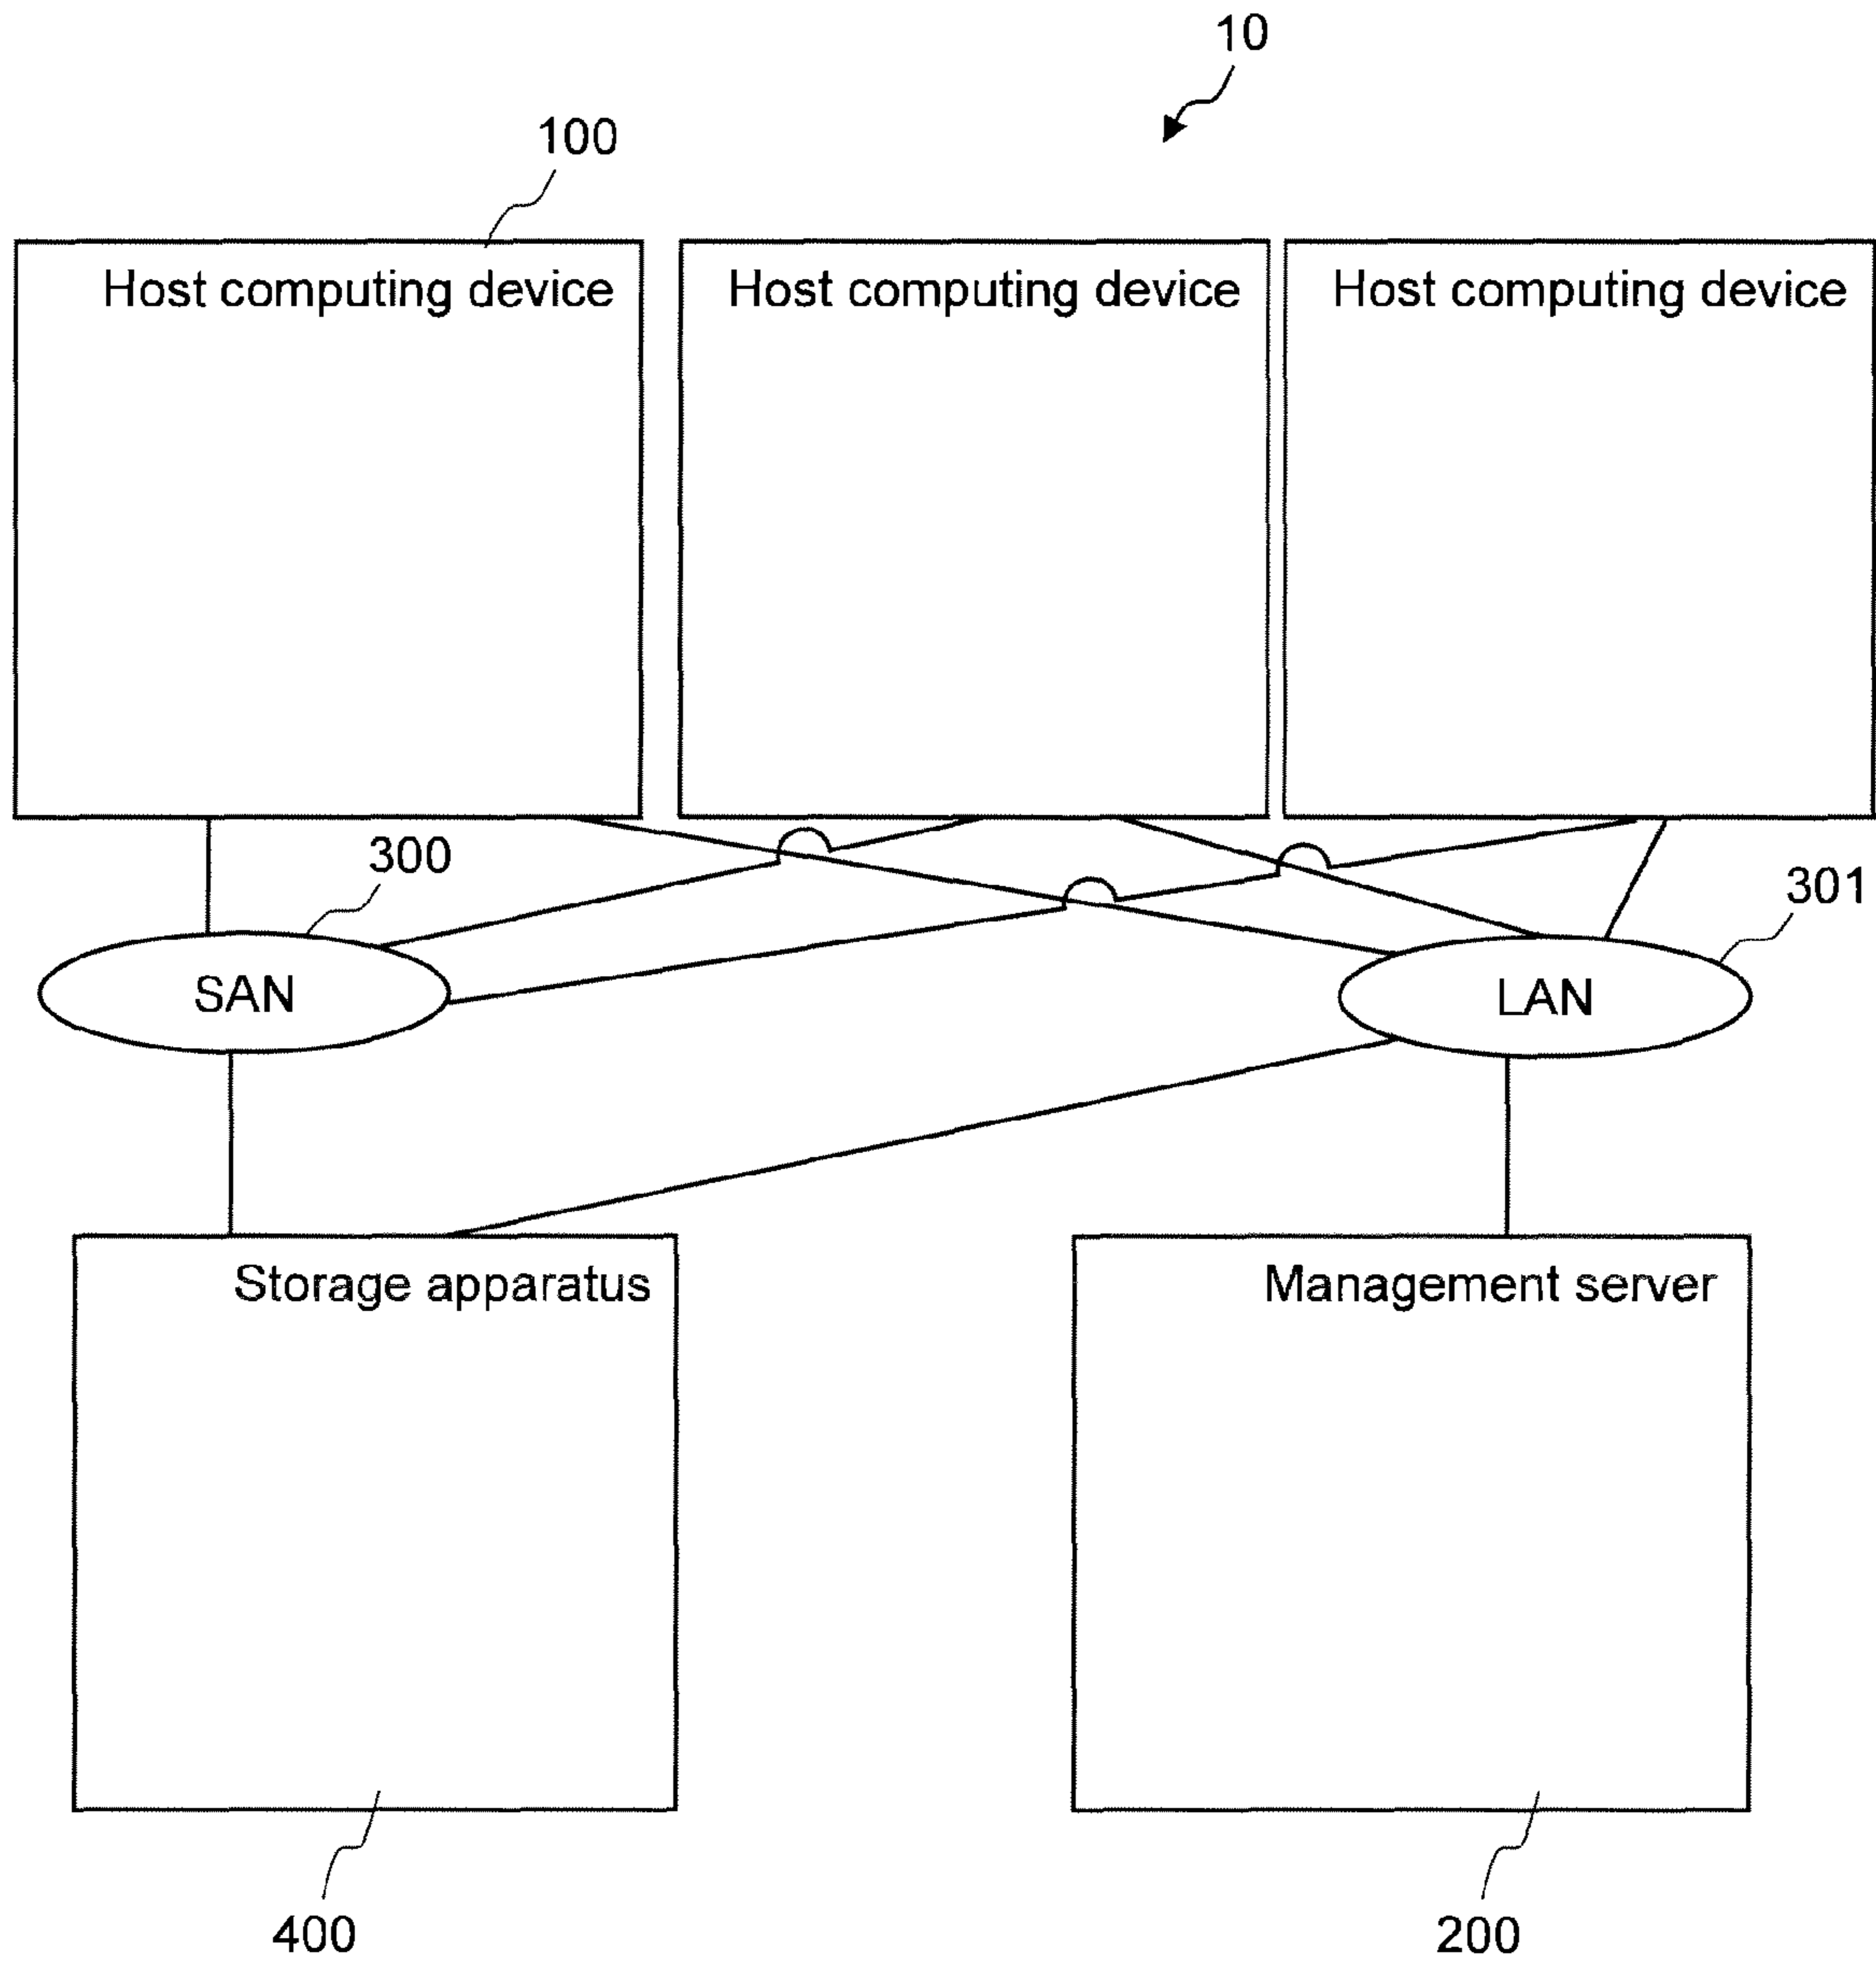 10
100
Host computing device
Host computing device
Host computing device
300
301
SAN
LAN
Storage apparatus
Management server
400
200